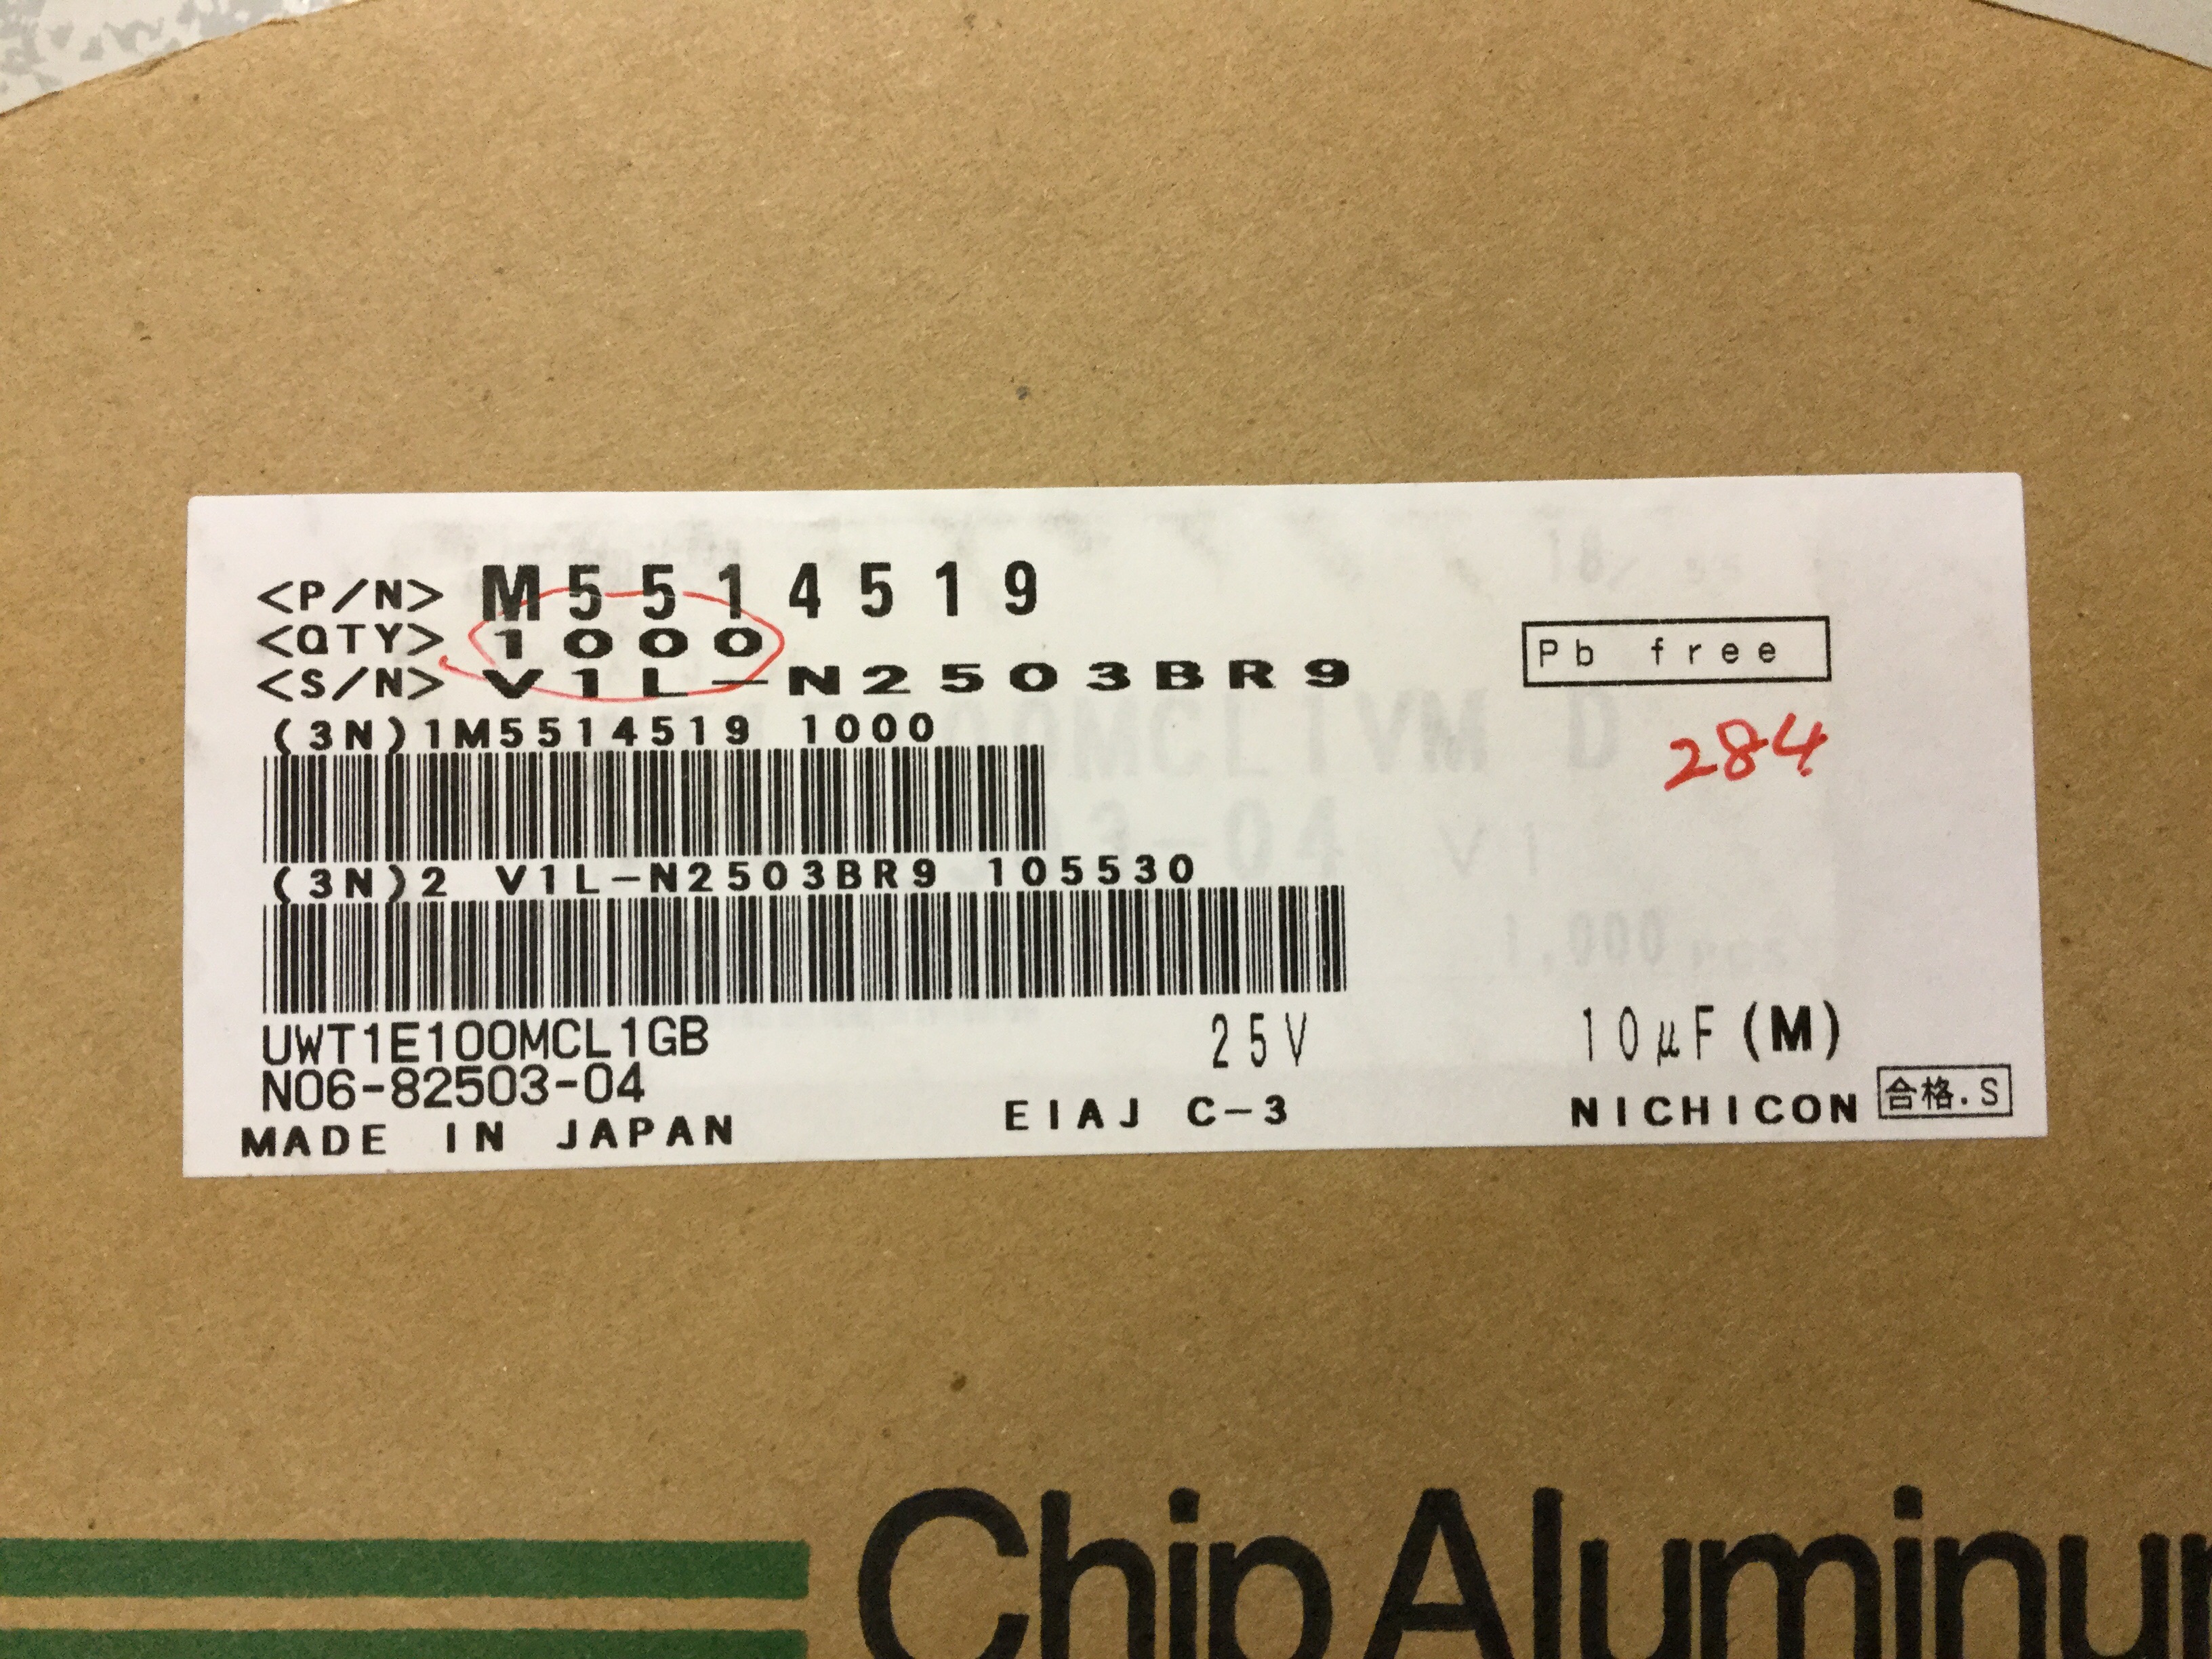 <P/N> M5514519
<QTY> 1000
<S/N> V1L-N2503BR9
Pb free
284
(3N)1M5514519 1000
(3N)2 V1L-N2503BR9 105530
UWT1E100MCL1GB 25V 10μF(M)
N06-82503-04
MADE IN JAPAN EIAJ C-3 NICHICON 合格.S
Chip Aluminu